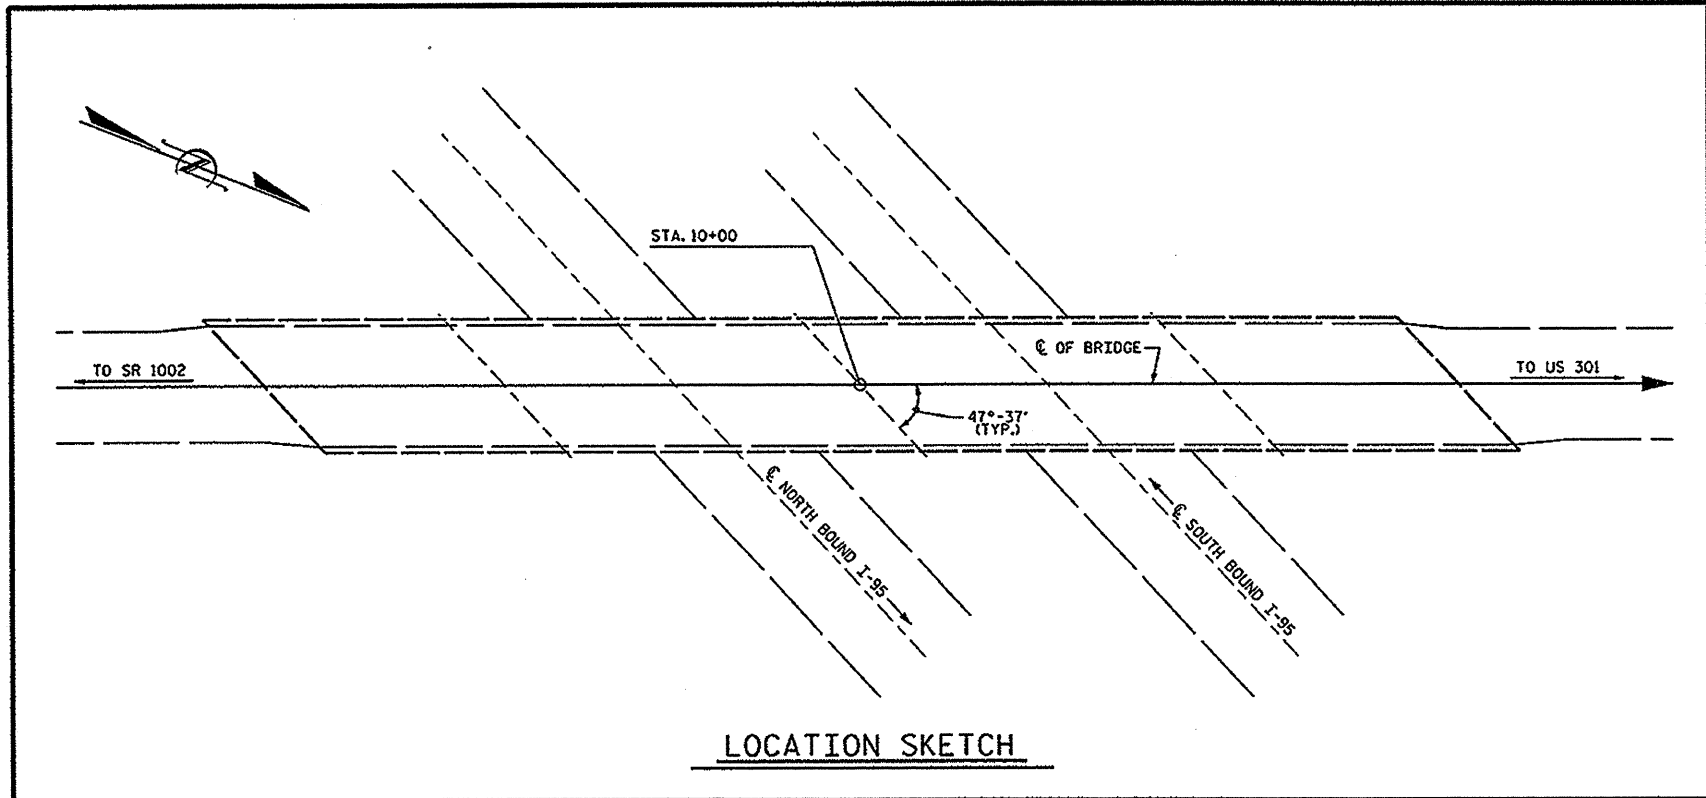 STA. 10+00
℄ OF BRIDGE
TO SR 1002
TO US 301
47°-37'
(TYP.)
℄ NORTH BOUND I-95
℄ SOUTH BOUND I-95
LOCATION SKETCH